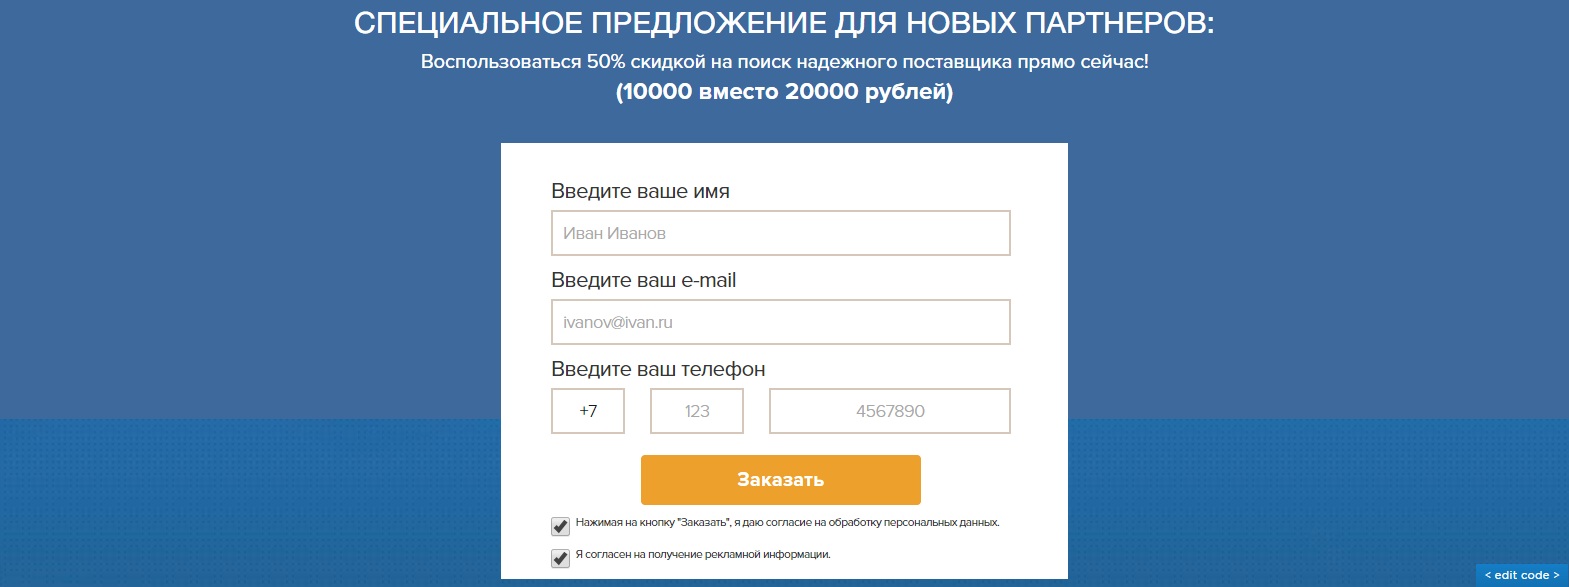 СПЕЦИАЛЬНОЕ ПРЕДЛОЖЕНИЕ ДЛЯ НОВЫХ ПАРТНЕРОВ:
Воспользоваться 50% скидкой на поиск надежного поставщика прямо сейчас!
(10000 вместо 20000 рублей)
Введите ваше имя
Иван Иванов
Введите ваш e-mail
ivanov@ivan.ru
Введите ваш телефон
+7 123 4567890
Заказать
Нажимая на кнопку "Заказать", я даю согласие на обработку персональных данных.
Я согласен на получение рекламной информации.
< edit code >